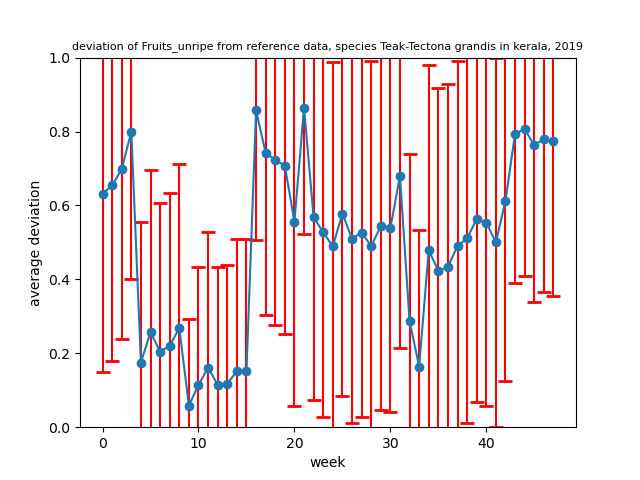 deviation of Fruits_unripe from reference data, species Teak-Tectona grandis in kerala, 2019
1.0
0.8
0.6
0.4
0.2
0.0
average deviation
0 10 20 30 40
week